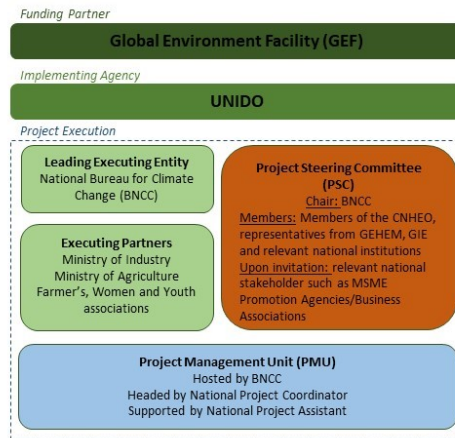 Funding Partner
Global Environment Facility (GEF)
Implementing Agency
UNIDO
Project Execution
Leading Executing Entity
National Bureau for Climate
Change (BNCC)
Executing Partners
Ministry of Industry
Ministry of Agriculture
Farmer's, Women and Youth
associations
Project Steering Committee
(PSC)
Chair: BNCC
Members: Members of the CNHEO,
representatives from GEHEM, GIE
and relevant national institutions
Upon invitation: relevant national
stakeholder such as MSME
Promotion Agencies/Business
Associations
Project Management Unit (PMU)
Hosted by BNCC
Headed by National Project Coordinator
Supported by National Project Assistant